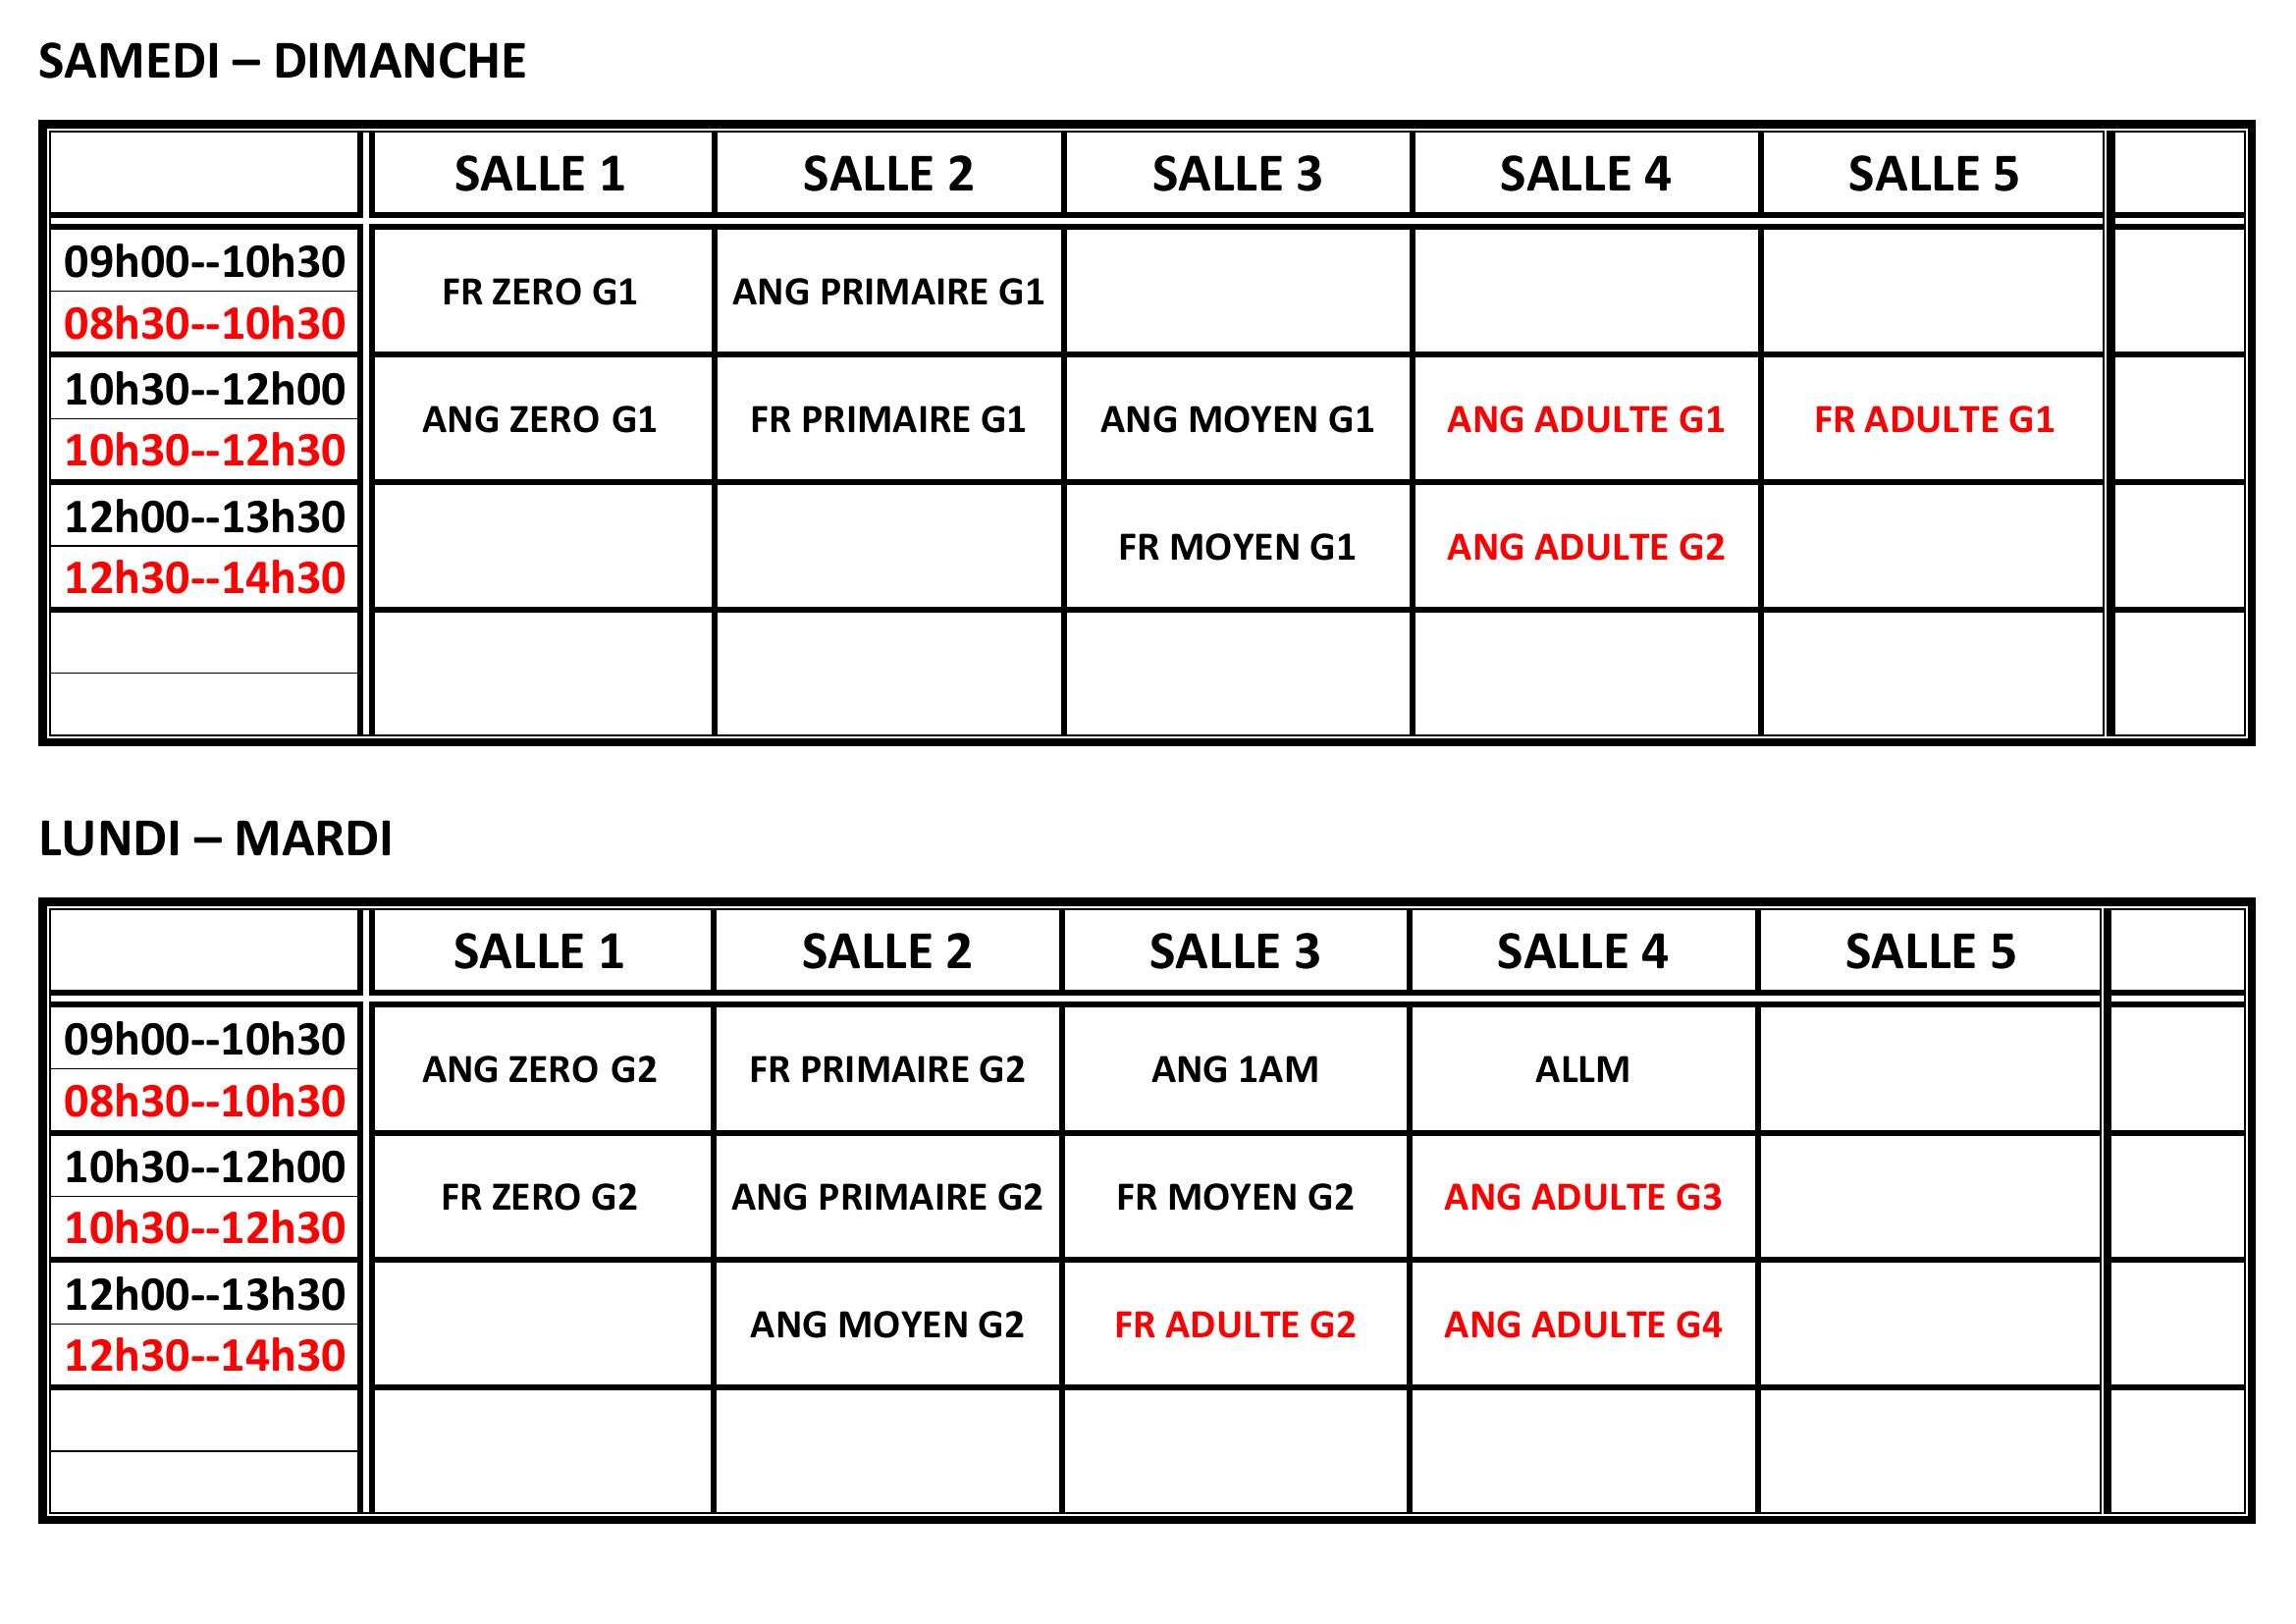 SAMEDI – DIMANCHE
SALLE 1 SALLE 2 SALLE 3 SALLE 4 SALLE 5
09h00--10h30
FR ZERO G1 ANG PRIMAIRE G1
08h30--10h30
10h30--12h00
ANG ZERO G1 FR PRIMAIRE G1 ANG MOYEN G1 ANG ADULTE G1 FR ADULTE G1
10h30--12h30
12h00--13h30
FR MOYEN G1 ANG ADULTE G2
12h30--14h30
LUNDI – MARDI
SALLE 1 SALLE 2 SALLE 3 SALLE 4 SALLE 5
09h00--10h30
ANG ZERO G2 FR PRIMAIRE G2 ANG 1AM ALLM
08h30--10h30
10h30--12h00
FR ZERO G2 ANG PRIMAIRE G2 FR MOYEN G2 ANG ADULTE G3
10h30--12h30
12h00--13h30
ANG MOYEN G2 FR ADULTE G2 ANG ADULTE G4
12h30--14h30